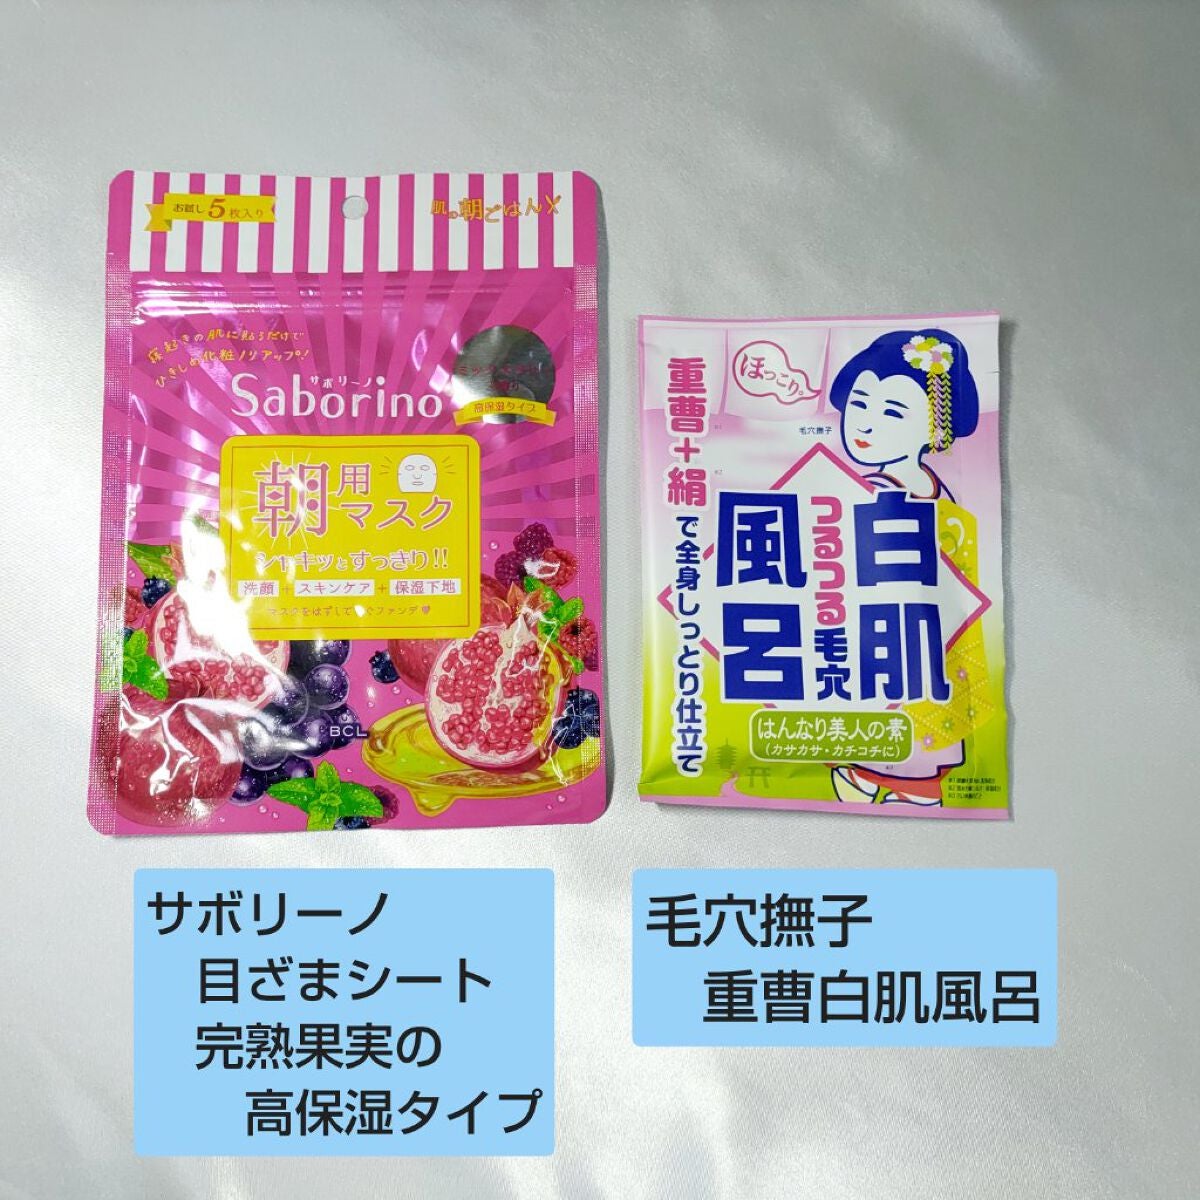 お試し5枚入り
肌の朝ごはん
寝起きの肌に貼るだけで
ひきしめ化粧ノリアップ!
サボリーノ
Saborino
高保湿タイプ
朝用マスク
シャキッとすっきり!!
洗顔+スキンケア+保湿下地
BCL
ほっこり。
毛穴撫子
重曹+絹で全身しっとり仕立て
白肌
つるつる毛穴
風呂
はんなり美人の素
(カサカサ・カチコチに)
サボリーノ
目ざまシート
完熟果実の
高保湿タイプ
毛穴撫子
重曹白肌風呂